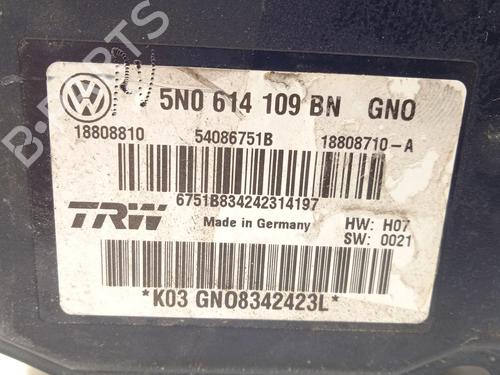 B-PARTS
5N0 614 109 BN GNO
18808810 54086751B 18808710-A
6751B834242314197
TRW Made in Germany HW: H07
SW: 0021
*K03 GNO8342423L*